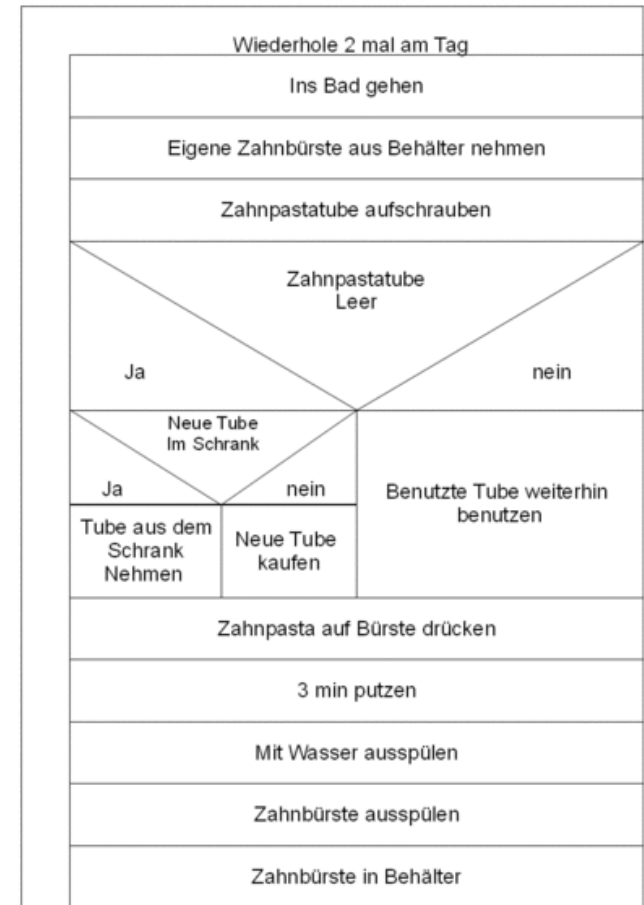 Wiederhole 2 mal am Tag
Ins Bad gehen
Eigene Zahnbürste aus Behälter nehmen
Zahnpastatube aufschrauben
Zahnpastatube
Leer
Ja
nein
Neue Tube
Im Schrank
Ja
nein
Tube aus dem
Schrank
Nehmen
Neue Tube
kaufen
Benutzte Tube weiterhin
benutzen
Zahnpasta auf Bürste drücken
3 min putzen
Mit Wasser ausspülen
Zahnbürste ausspülen
Zahnbürste in Behälter